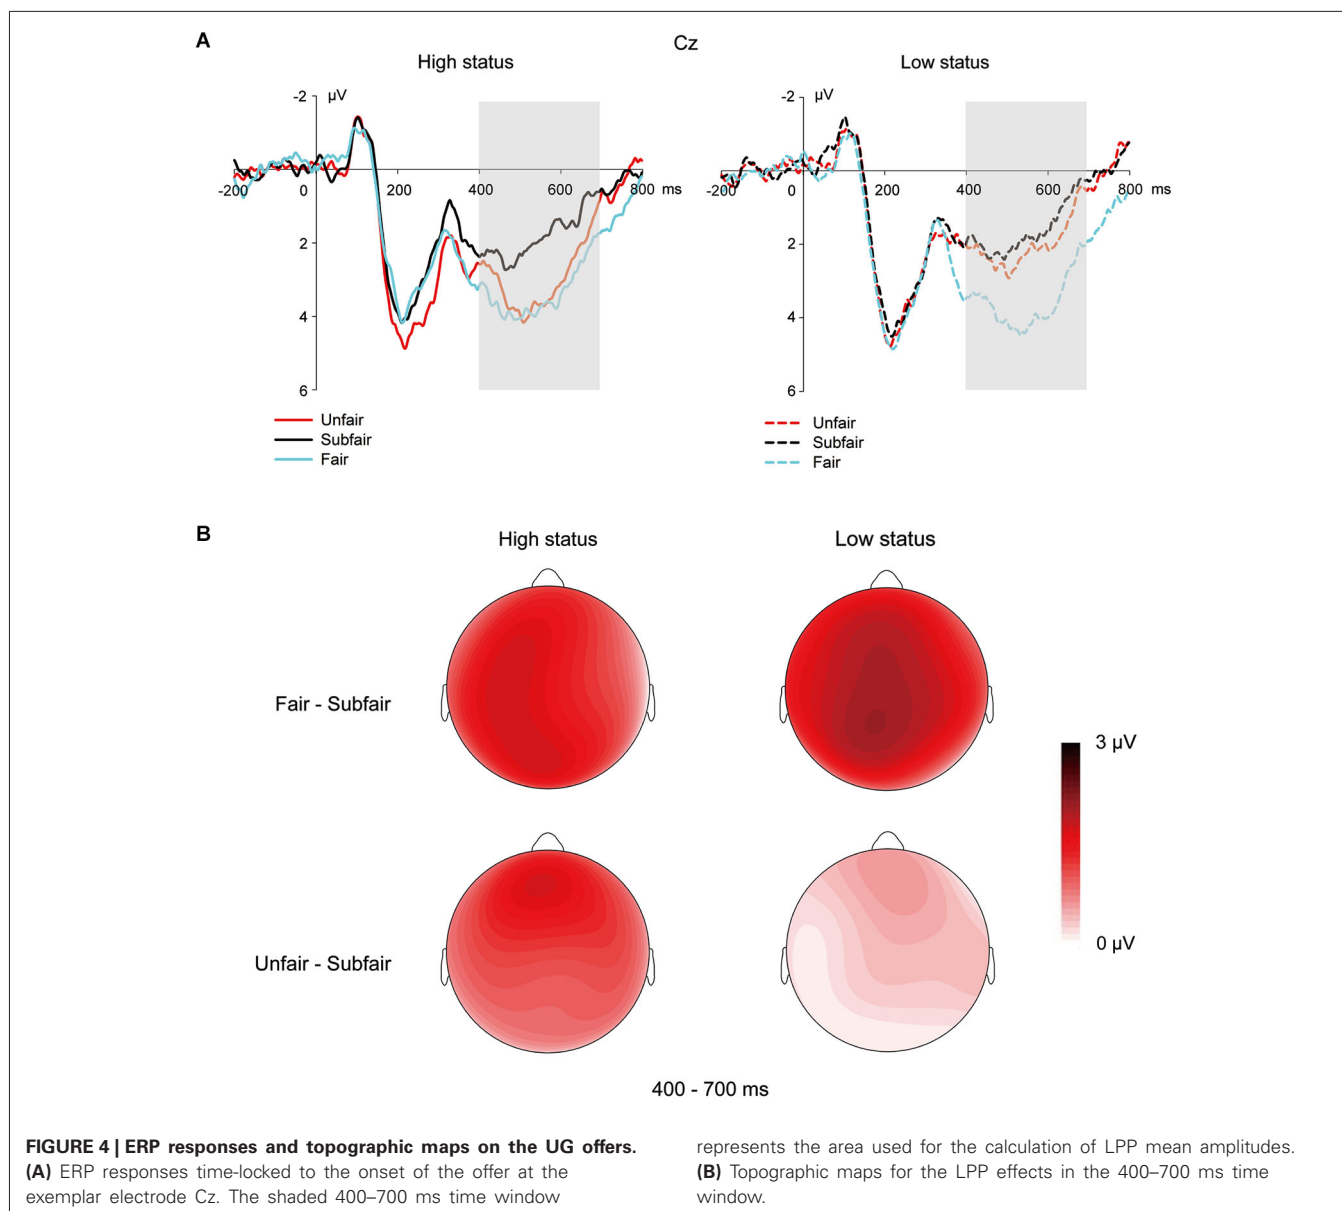 A
Cz
High status
Low status
-2
µV
-200
0
200
400
600
800
ms
2
4
6
-2
µV
-200
0
200
400
600
800
ms
2
4
6
Unfair
Subfair
Fair
Unfair
Subfair
Fair
B
High status
Low status
Fair - Subfair
3 µV
0 µV
Unfair - Subfair
400 - 700 ms
FIGURE 4 | ERP responses and topographic maps on the UG offers.
(A) ERP responses time-locked to the onset of the offer at the
exemplar electrode Cz. The shaded 400–700 ms time window
represents the area used for the calculation of LPP mean amplitudes.
(B) Topographic maps for the LPP effects in the 400–700 ms time
window.